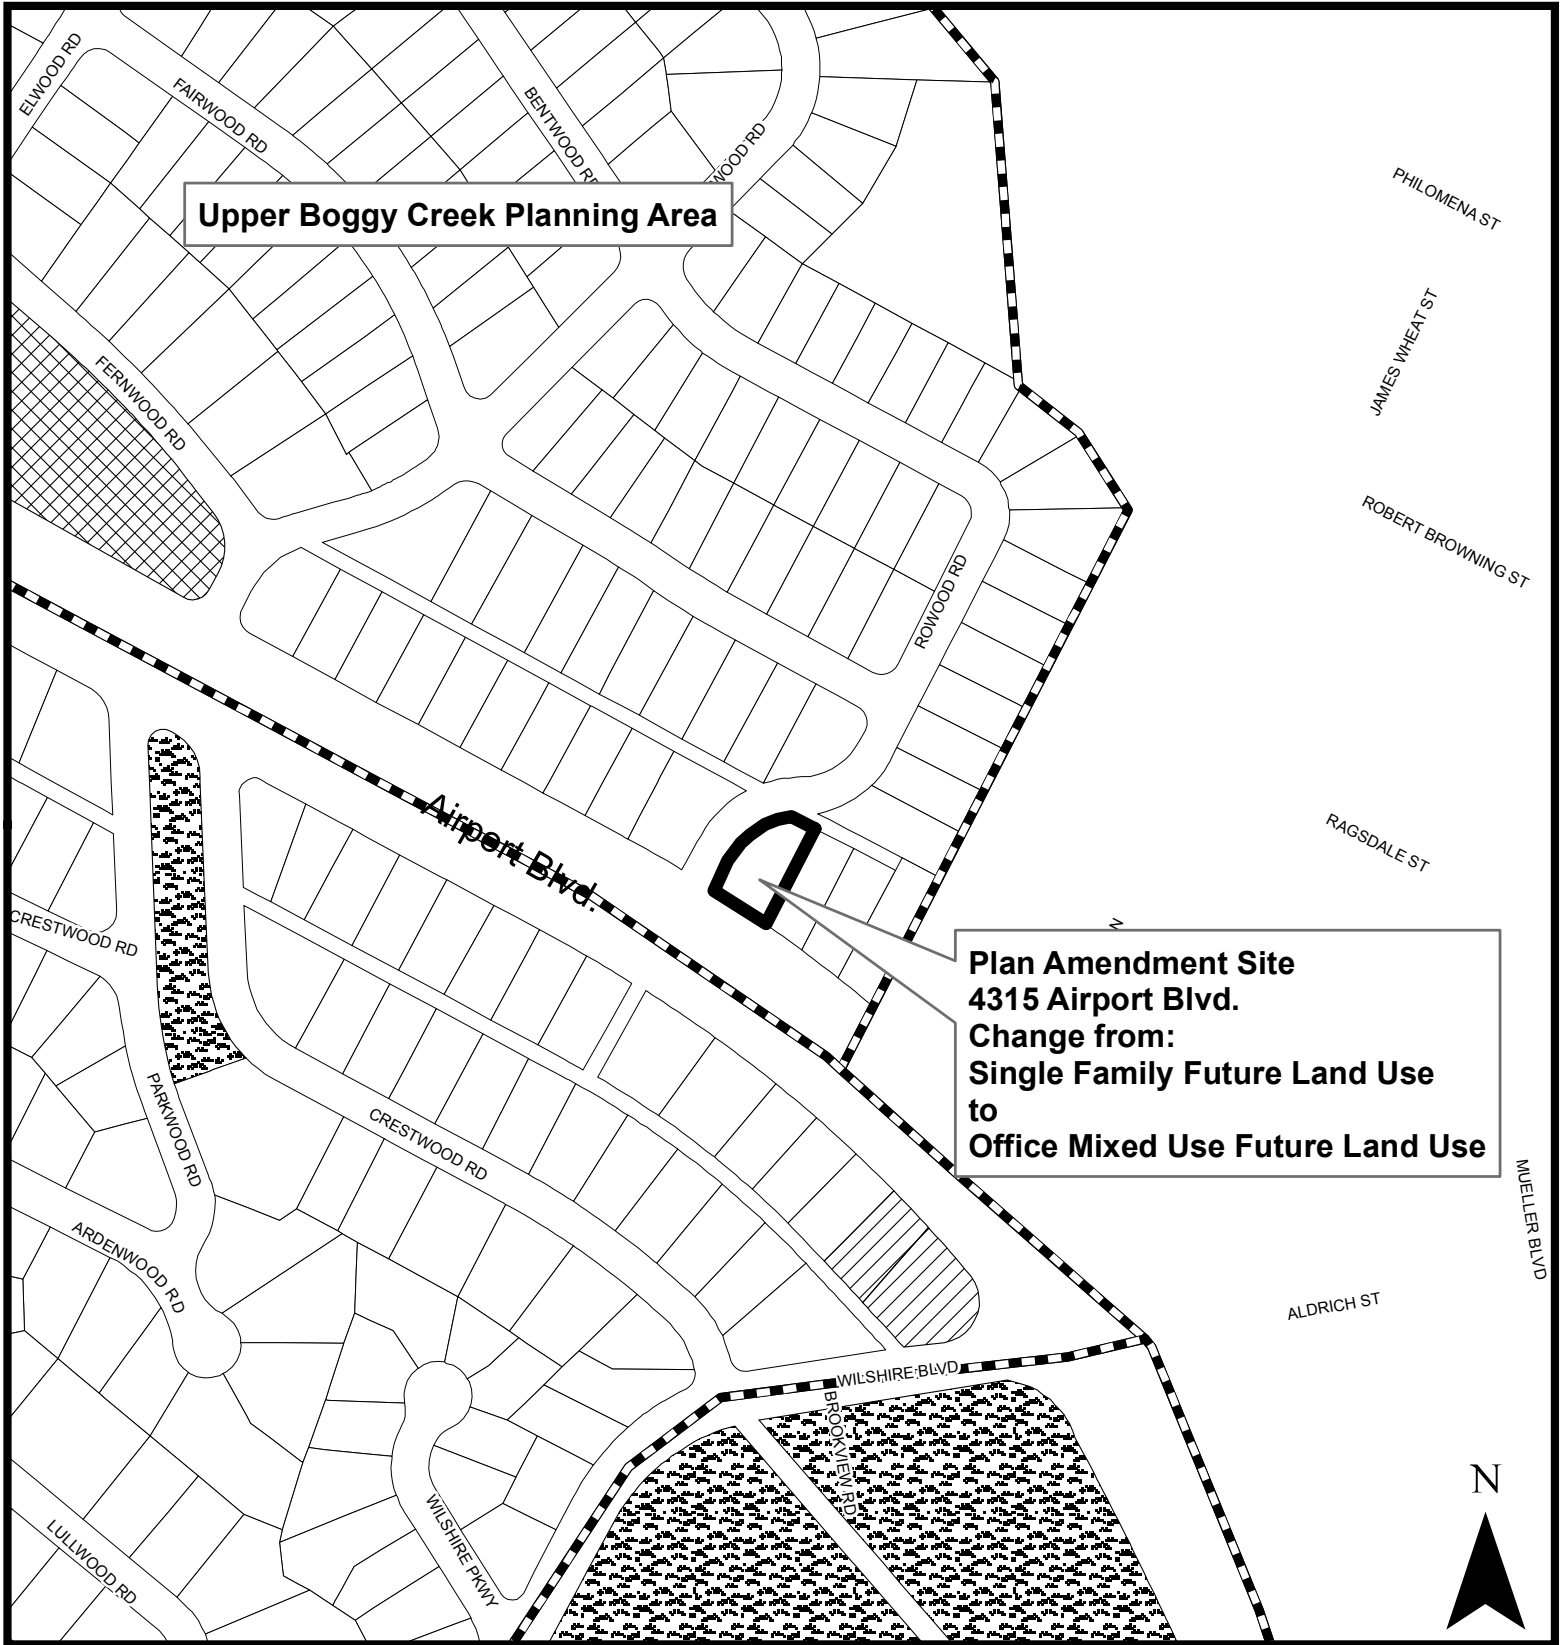 ELWOOD RD
FAIRWOOD RD
BENTWOOD RD
WOOD RD
PHILOMENA ST
Upper Boggy Creek Planning Area
JAMES WHEAT ST
FERNWOOD RD
ROBERT BROWNING ST
ROWOOD RD
Airport Blvd.
RAGSDALE ST
CRESTWOOD RD
N
Plan Amendment Site
4315 Airport Blvd.
Change from:
Single Family Future Land Use
to
Office Mixed Use Future Land Use
PARKWOOD RD
CRESTWOOD RD
MUELLER BLVD
ARDENWOOD RD
ALDRICH ST
WILSHIRE BLVD
BROOKVIEW RD
WILSHIRE PKWY
LULLWOOD RD
N